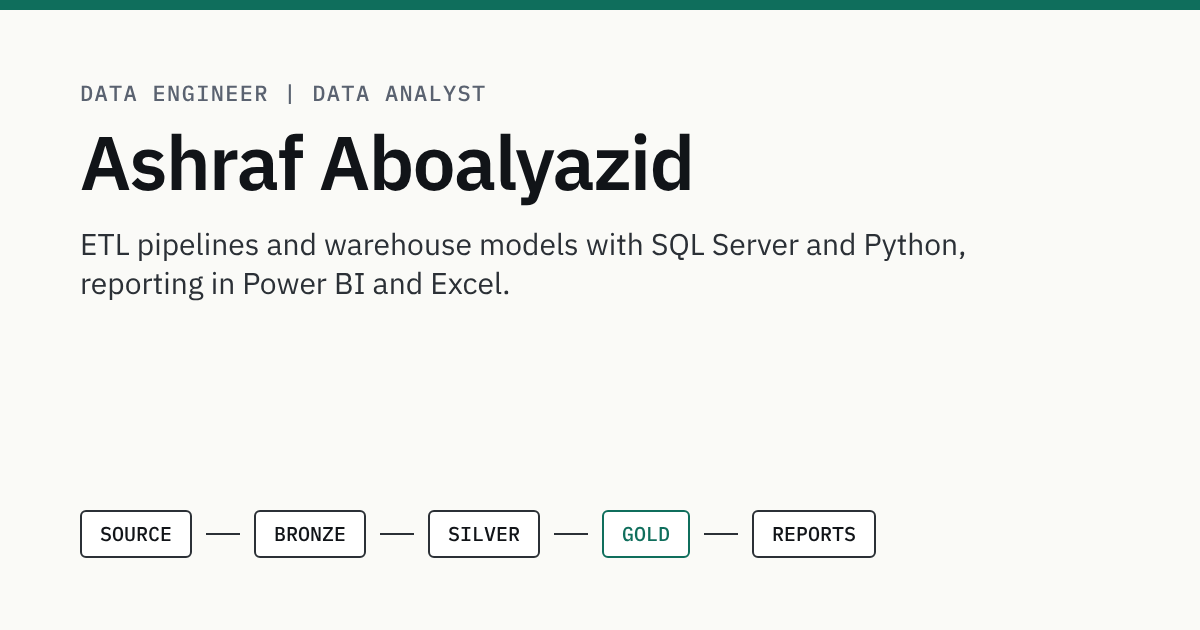 DATA ENGINEER | DATA ANALYST
Ashraf Aboalyazid
ETL pipelines and warehouse models with SQL Server and Python,
reporting in Power BI and Excel.
SOURCE BRONZE SILVER GOLD REPORTS